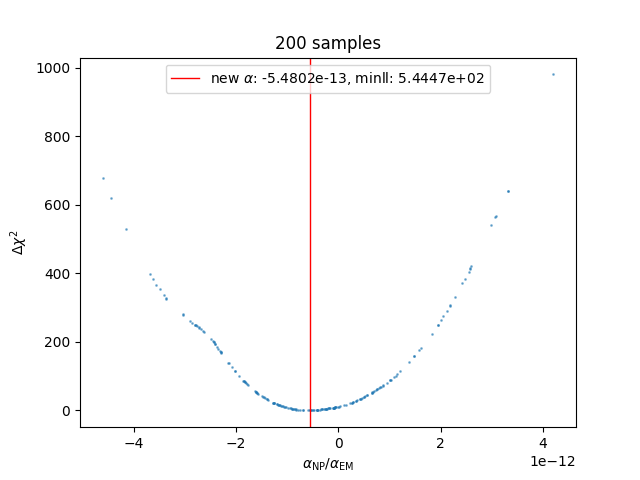 200 samples
new α: -5.4802e-13, minll: 5.4447e+02
1000
800
600
400
200
0
Δχ²
−4 −2 0 2 4
1e−12
α_NP/α_EM